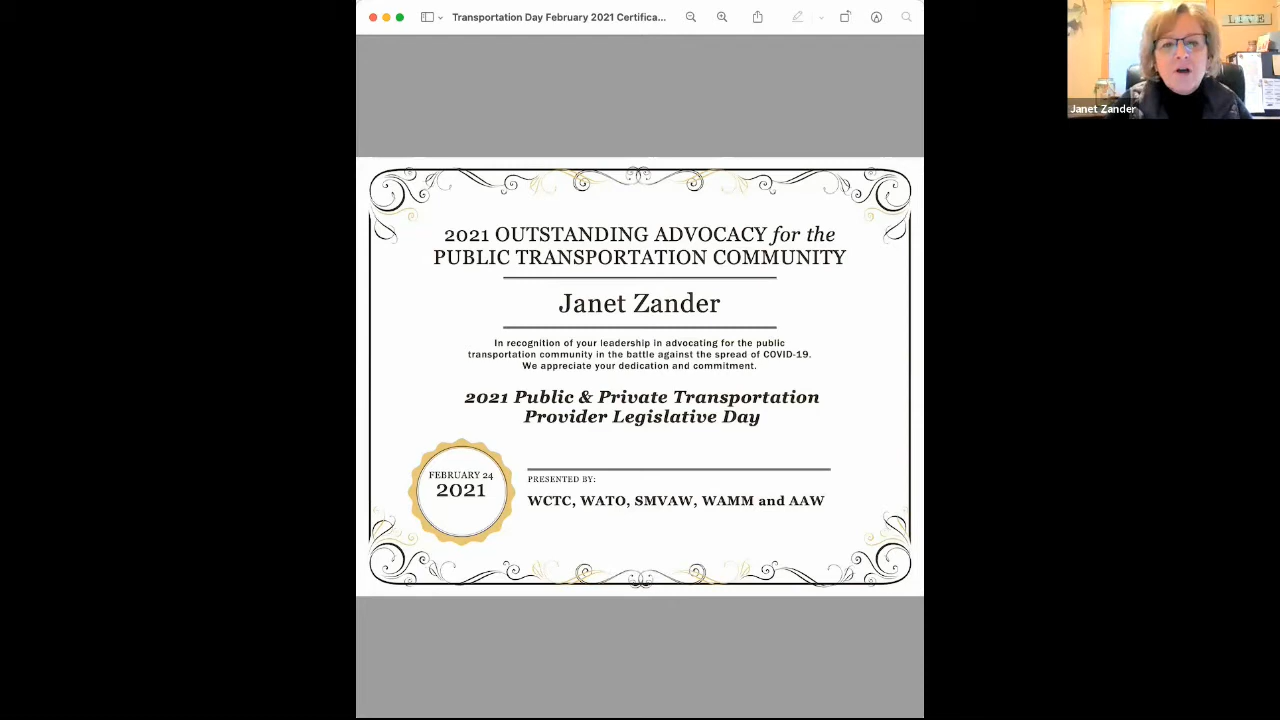 Transportation Day February 2021 Certifica...
LIVE
Janet Zander
2021 OUTSTANDING ADVOCACY for the
PUBLIC TRANSPORTATION COMMUNITY
Janet Zander
In recognition of your leadership in advocating for the public
transportation community in the battle against the spread of COVID-19.
We appreciate your dedication and commitment.
2021 Public & Private Transportation
Provider Legislative Day
FEBRUARY 24
2021
PRESENTED BY:
WCTC, WATO, SMVAW, WAMM and AAW